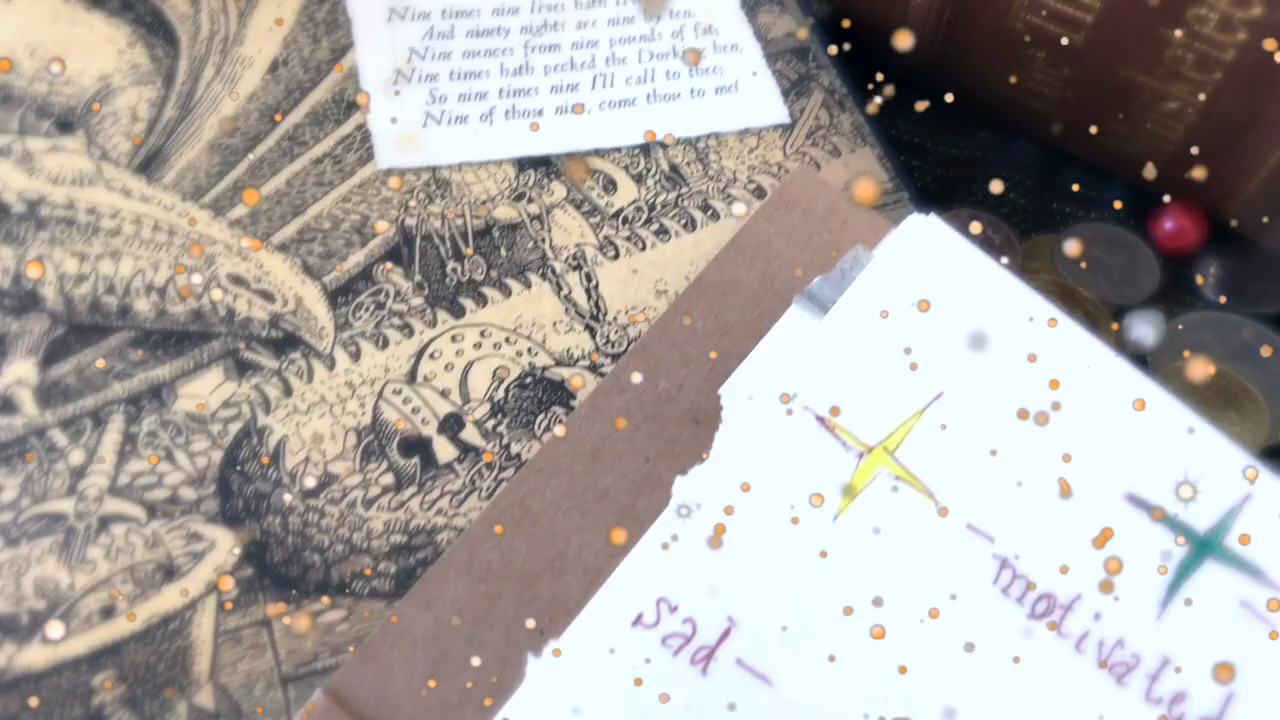 Nine times nine lives hath
And ninety nights are nine by ten,
Nine ounces from nine pounds of fat,
Nine times hath pecked the Dorking hen,
So nine times nine I'll call to thee;
Nine of those nine, come thou to me!
sad—
—motivated